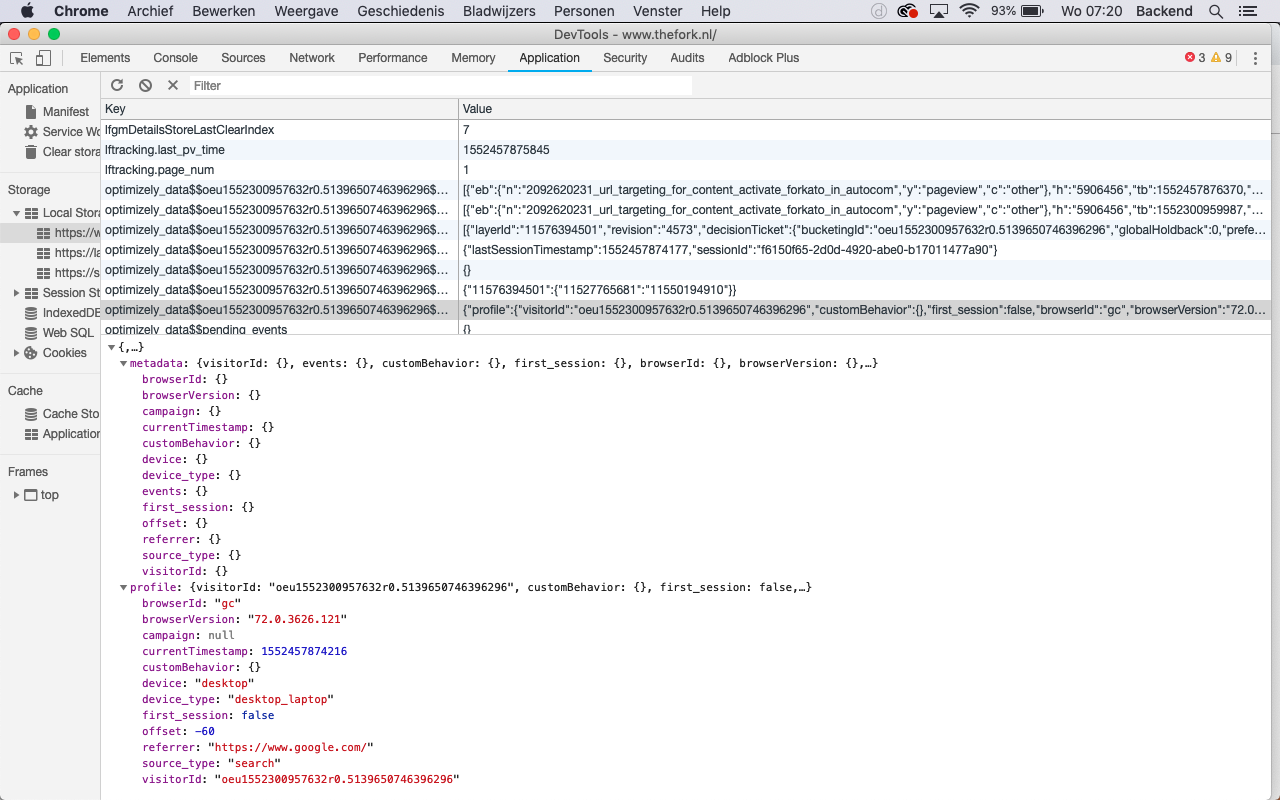 Chrome Archief Bewerken Weergave Geschiedenis Bladwijzers Personen Venster Help 93% Wo 07:20 Backend
DevTools - www.thefork.nl/
Elements Console Sources Network Performance Memory Application Security Audits Adblock Plus 3 9
Application
Manifest
Service Wo
Clear stora
Storage
Local Stora
https://w
https://la
https://s
Session St
IndexedDB
Web SQL
Cookies
Cache
Cache Sto
Application
Frames
top
Filter
Key Value
lfgmDetailsStoreLastClearIndex 7
lftracking.last_pv_time 1552457875845
lftracking.page_num 1
optimizely_data$$oeu1552300957632r0.5139650746396296$… [{"eb":{"n":"2092620231_url_targeting_for_content_activate_forkato_in_autocom","y":"pageview","c":"other"},"h":"5906456","tb":1552457876370,"…
optimizely_data$$oeu1552300957632r0.5139650746396296$… [{"eb":{"n":"2092620231_url_targeting_for_content_activate_forkato_in_autocom","y":"pageview","c":"other"},"h":"5906456","tb":1552300959987,"…
optimizely_data$$oeu1552300957632r0.5139650746396296$… [{"layerId":"11576394501","revision":"4573","decisionTicket":{"bucketingId":"oeu1552300957632r0.5139650746396296","globalHoldback":0,"prefe…
optimizely_data$$oeu1552300957632r0.5139650746396296$… {"lastSessionTimestamp":1552457874177,"sessionId":"f6150f65-2d0d-4920-abe0-b17011477a90"}
optimizely_data$$oeu1552300957632r0.5139650746396296$… {}
optimizely_data$$oeu1552300957632r0.5139650746396296$… {"11576394501":{"11527765681":"11550194910"}}
optimizely_data$$oeu1552300957632r0.5139650746396296$… {"profile":{"visitorId":"oeu1552300957632r0.5139650746396296","customBehavior":{},"first_session":false,"browserId":"gc","browserVersion":"72.0…
optimizely_data$$pending_events {}
{,…}
metadata: {visitorId: {}, events: {}, customBehavior: {}, first_session: {}, browserId: {}, browserVersion: {},…}
browserId: {}
browserVersion: {}
campaign: {}
currentTimestamp: {}
customBehavior: {}
device: {}
device_type: {}
events: {}
first_session: {}
offset: {}
referrer: {}
source_type: {}
visitorId: {}
profile: {visitorId: "oeu1552300957632r0.5139650746396296", customBehavior: {}, first_session: false,…}
browserId: "gc"
browserVersion: "72.0.3626.121"
campaign: null
currentTimestamp: 1552457874216
customBehavior: {}
device: "desktop"
device_type: "desktop_laptop"
first_session: false
offset: -60
referrer: "https://www.google.com/"
source_type: "search"
visitorId: "oeu1552300957632r0.5139650746396296"